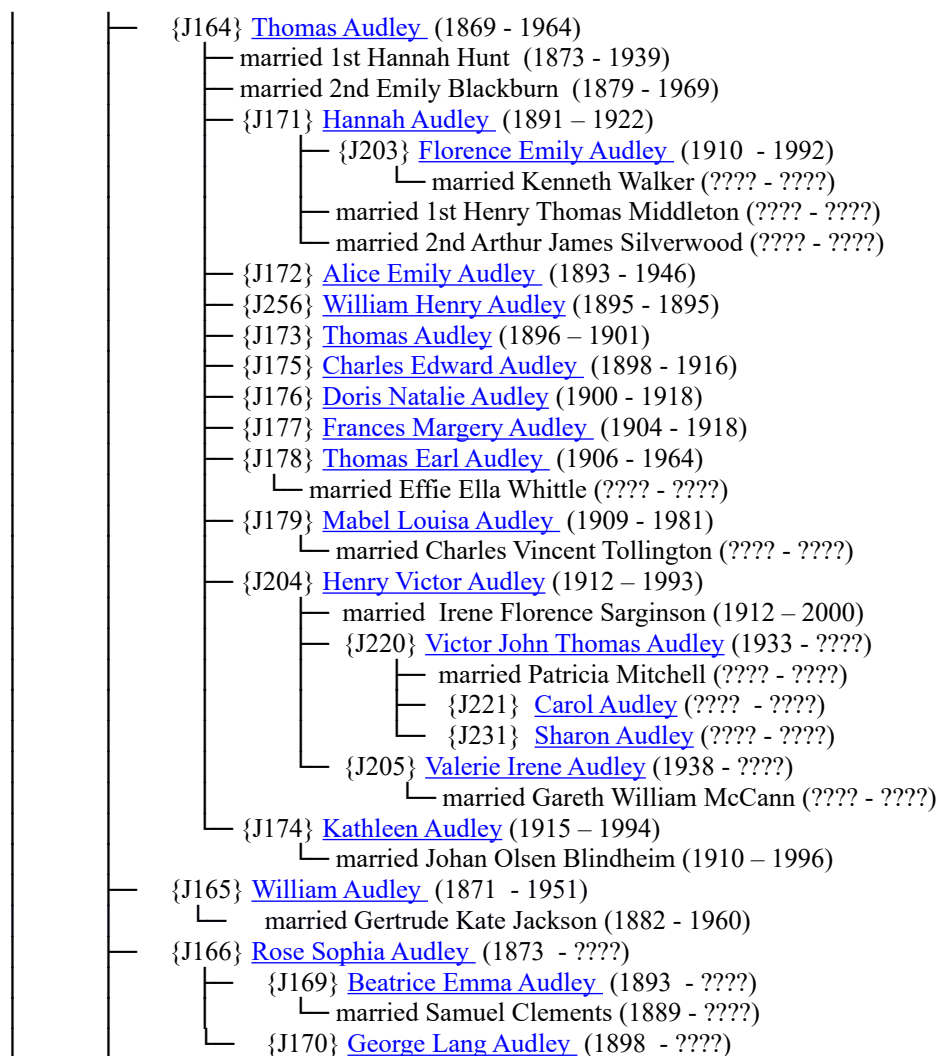 {J164} Thomas Audley (1869 - 1964)
married 1st Hannah Hunt (1873 - 1939)
married 2nd Emily Blackburn (1879 - 1969)
{J171} Hannah Audley (1891 – 1922)
{J203} Florence Emily Audley (1910 - 1992)
married Kenneth Walker (???? - ????)
married 1st Henry Thomas Middleton (???? - ????)
married 2nd Arthur James Silverwood (???? - ????)
{J172} Alice Emily Audley (1893 - 1946)
{J256} William Henry Audley (1895 - 1895)
{J173} Thomas Audley (1896 – 1901)
{J175} Charles Edward Audley (1898 - 1916)
{J176} Doris Natalie Audley (1900 - 1918)
{J177} Frances Margery Audley (1904 - 1918)
{J178} Thomas Earl Audley (1906 - 1964)
married Effie Ella Whittle (???? - ????)
{J179} Mabel Louisa Audley (1909 - 1981)
married Charles Vincent Tollington (???? - ????)
{J204} Henry Victor Audley (1912 – 1993)
married Irene Florence Sarginson (1912 – 2000)
{J220} Victor John Thomas Audley (1933 - ????)
married Patricia Mitchell (???? - ????)
{J221} Carol Audley (???? - ????)
{J231} Sharon Audley (???? - ????)
{J205} Valerie Irene Audley (1938 - ????)
married Gareth William McCann (???? - ????)
{J174} Kathleen Audley (1915 – 1994)
married Johan Olsen Blindheim (1910 – 1996)
{J165} William Audley (1871 - 1951)
married Gertrude Kate Jackson (1882 - 1960)
{J166} Rose Sophia Audley (1873 - ????)
{J169} Beatrice Emma Audley (1893 - ????)
married Samuel Clements (1889 - ????)
{J170} George Lang Audley (1898 - ????)